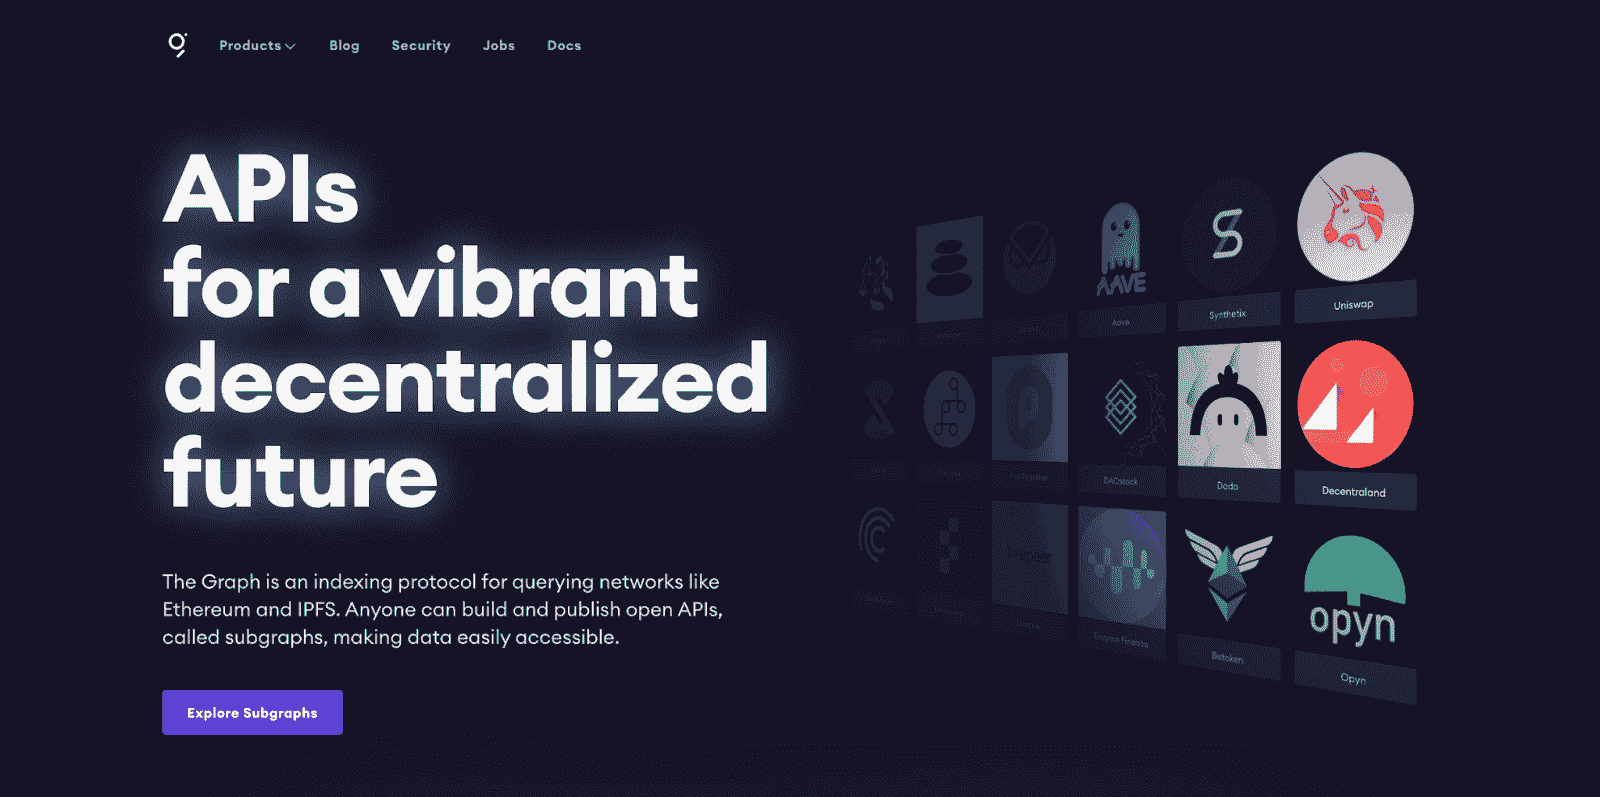 Products
Blog
Security
Jobs
Docs
APIs
for a vibrant
decentralized
future
The Graph is an indexing protocol for querying networks like
Ethereum and IPFS. Anyone can build and publish open APIs,
called subgraphs, making data easily accessible.
Explore Subgraphs
AAVE
Aave
Synthetix
Uniswap
DAOstack
Dodo
Decentraland
Enzyme Finance
Betoken
opyn
Opyn